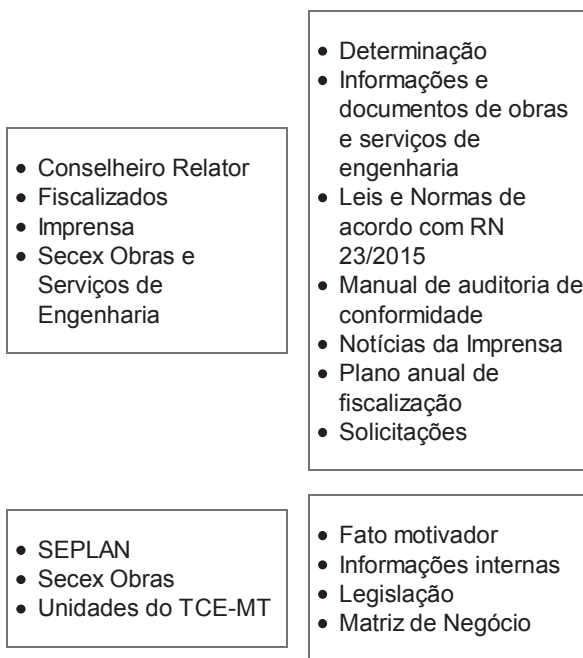 • Conselheiro Relator
• Fiscalizados
• Imprensa
• Secex Obras e
Serviços de
Engenharia
• Determinação
• Informações e
documentos de obras
e serviços de
engenharia
• Leis e Normas de
acordo com RN
23/2015
• Manual de auditoria de
conformidade
• Notícias da Imprensa
• Plano anual de
fiscalização
• Solicitações
• SEPLAN
• Secex Obras
• Unidades do TCE-MT
• Fato motivador
• Informações internas
• Legislação
• Matriz de Negócio